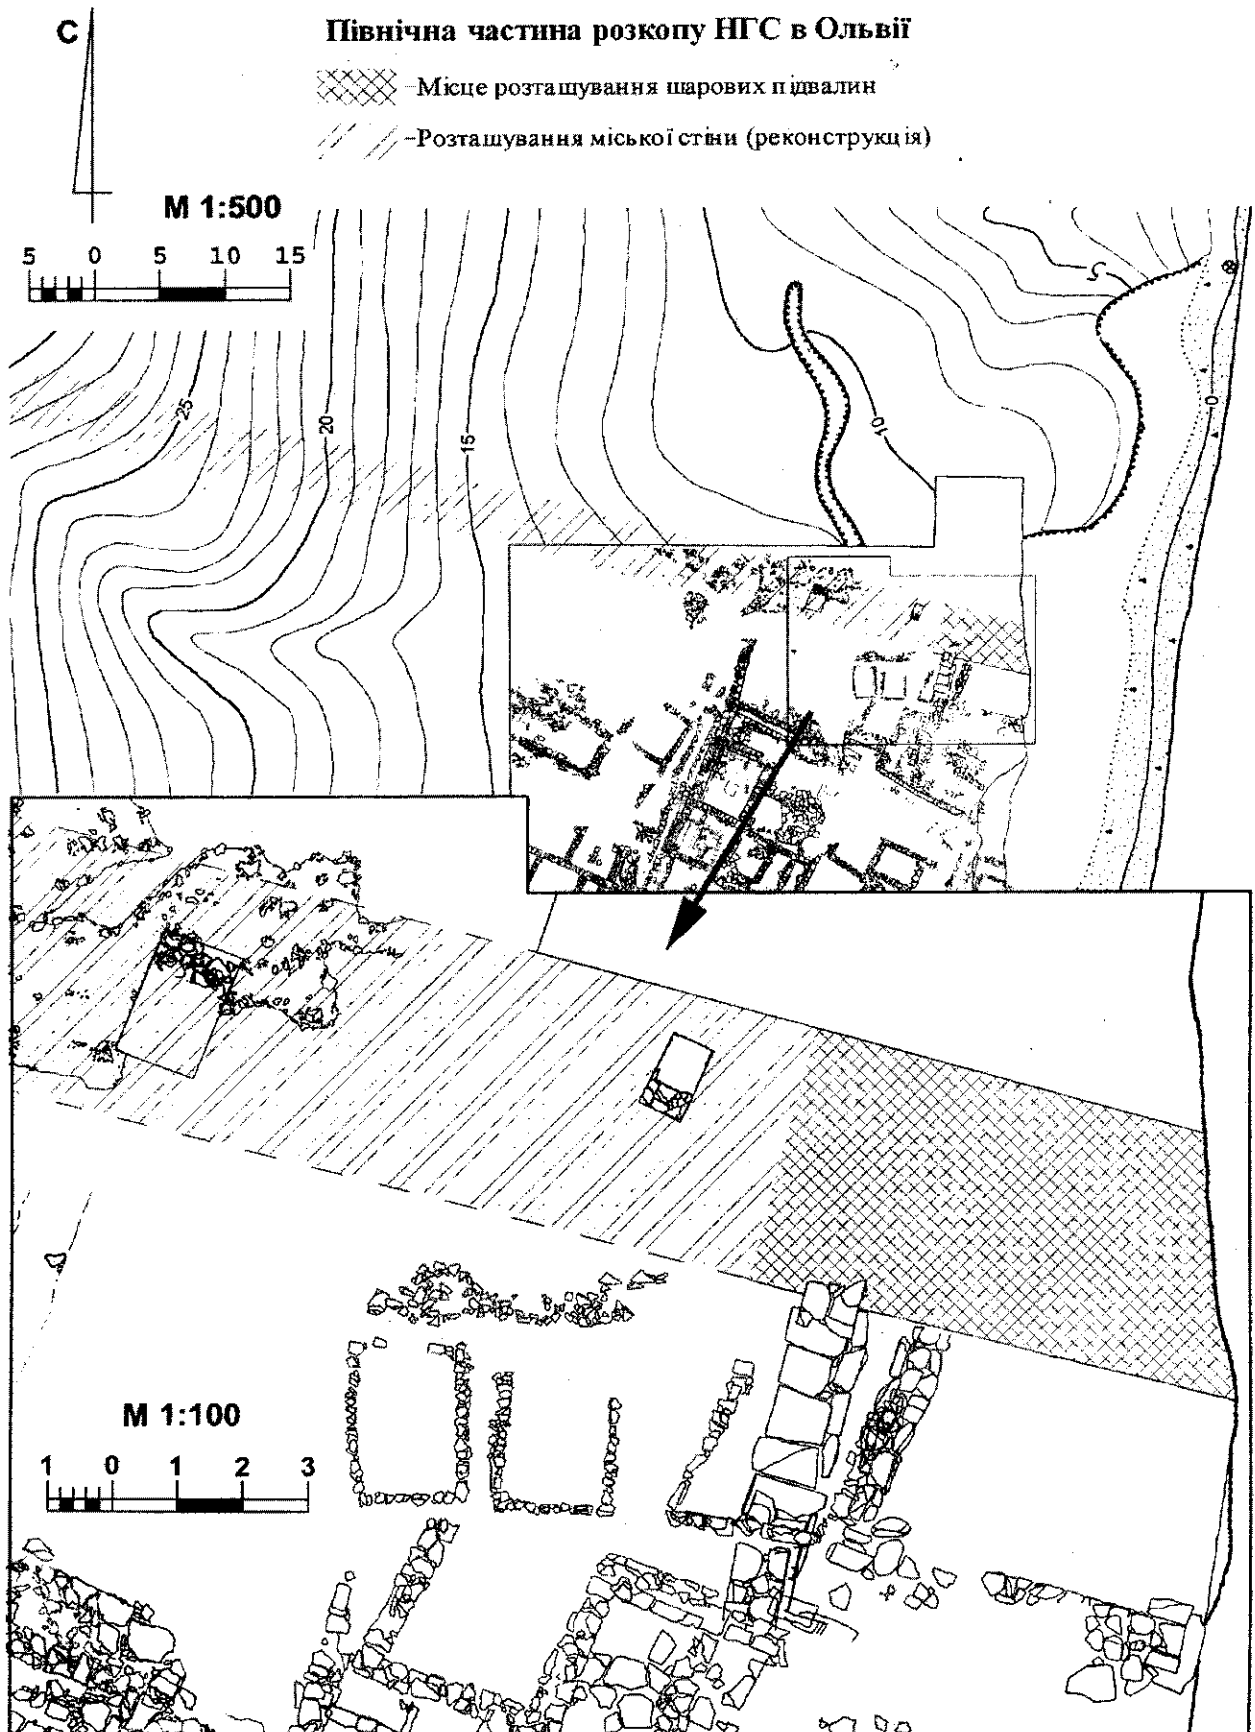 С
Північна частина розкопу НГС в Ольвії
-Місце розташування шарових підвалин
-Розташування міської стіни (реконструкція)
М 1:500
5 0 5 10 15
5
25
20
15
10
0
М 1:100
1 0 1 2 3